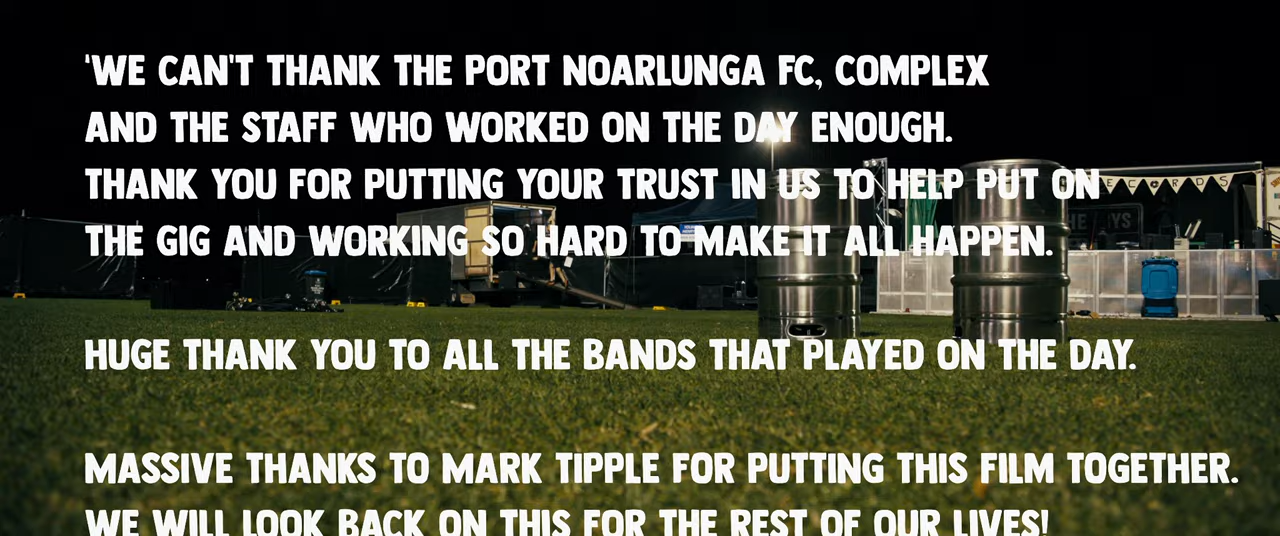 'WE CAN'T THANK THE PORT NOARLUNGA FC, COMPLEX
AND THE STAFF WHO WORKED ON THE DAY ENOUGH.
THANK YOU FOR PUTTING YOUR TRUST IN US TO HELP PUT ON
THE GIG AND WORKING SO HARD TO MAKE IT ALL HAPPEN.
HUGE THANK YOU TO ALL THE BANDS THAT PLAYED ON THE DAY.
MASSIVE THANKS TO MARK TIPPLE FOR PUTTING THIS FILM TOGETHER.
WE WILL LOOK BACK ON THIS FOR THE REST OF OUR LIVES!